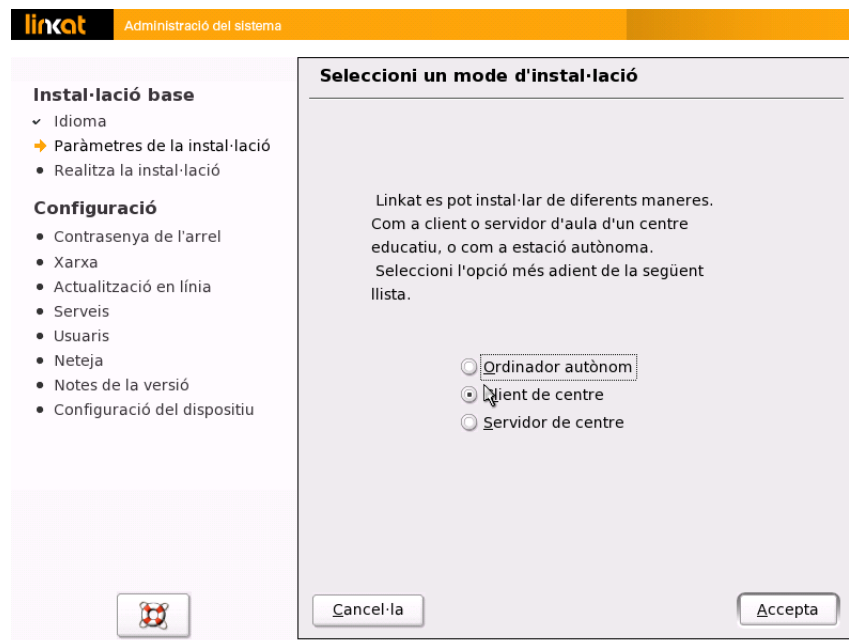 linkat
Administració del sistema
Instal·lació base
Idioma
Paràmetres de la instal·lació
Realitza la instal·lació
Configuració
Contrasenya de l'arrel
Xarxa
Actualització en línia
Serveis
Usuaris
Neteja
Notes de la versió
Configuració del dispositiu
Seleccioni un mode d'instal·lació
Linkat es pot instal·lar de diferents maneres.
Com a client o servidor d'aula d'un centre
educatiu, o com a estació autònoma.
Seleccioni l'opció més adient de la següent
llista.
Ordinador autònom
Client de centre
Servidor de centre
Cancel·la
Accepta